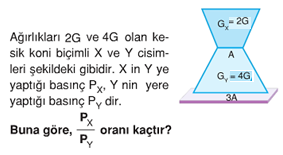 Ağırlıkları 2G ve 4G olan ke-
sik koni biçimli X ve Y cisim-
leri şekildeki gibidir. X in Y ye
yaptığı basınç Pₓ, Y nin yere
yaptığı basınç P_Y dir.
Buna göre, P_X / P_Y oranı kaçtır?
G_X = 2G
A
G_Y = 4G
3A